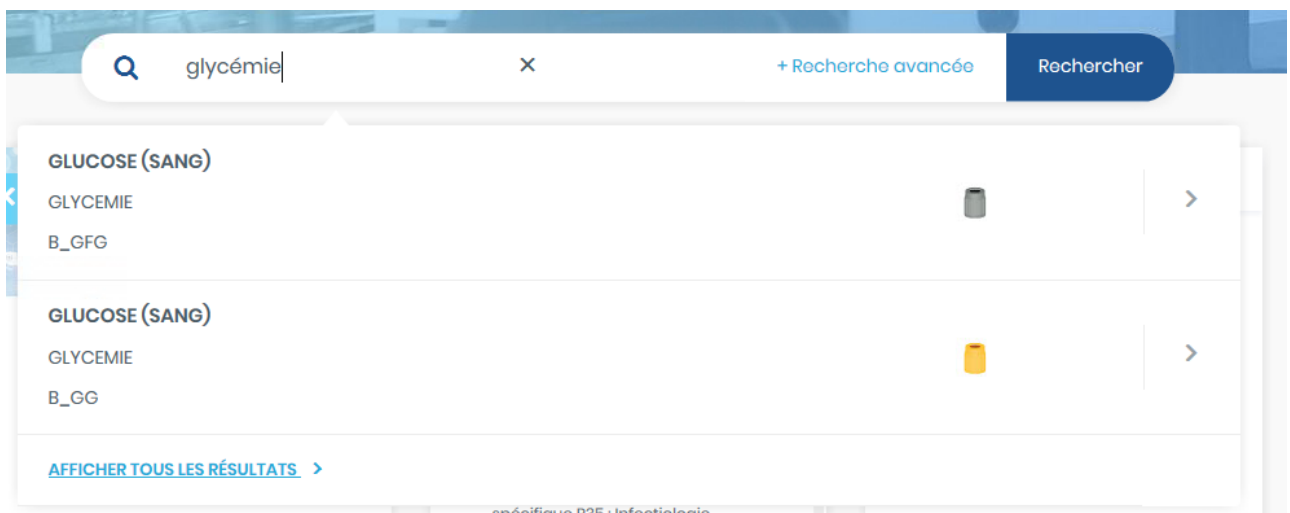 glycémie
+ Recherche avancée
Rechercher
GLUCOSE (SANG)
GLYCEMIE
B_GFG
GLUCOSE (SANG)
GLYCEMIE
B_GG
AFFICHER TOUS LES RÉSULTATS